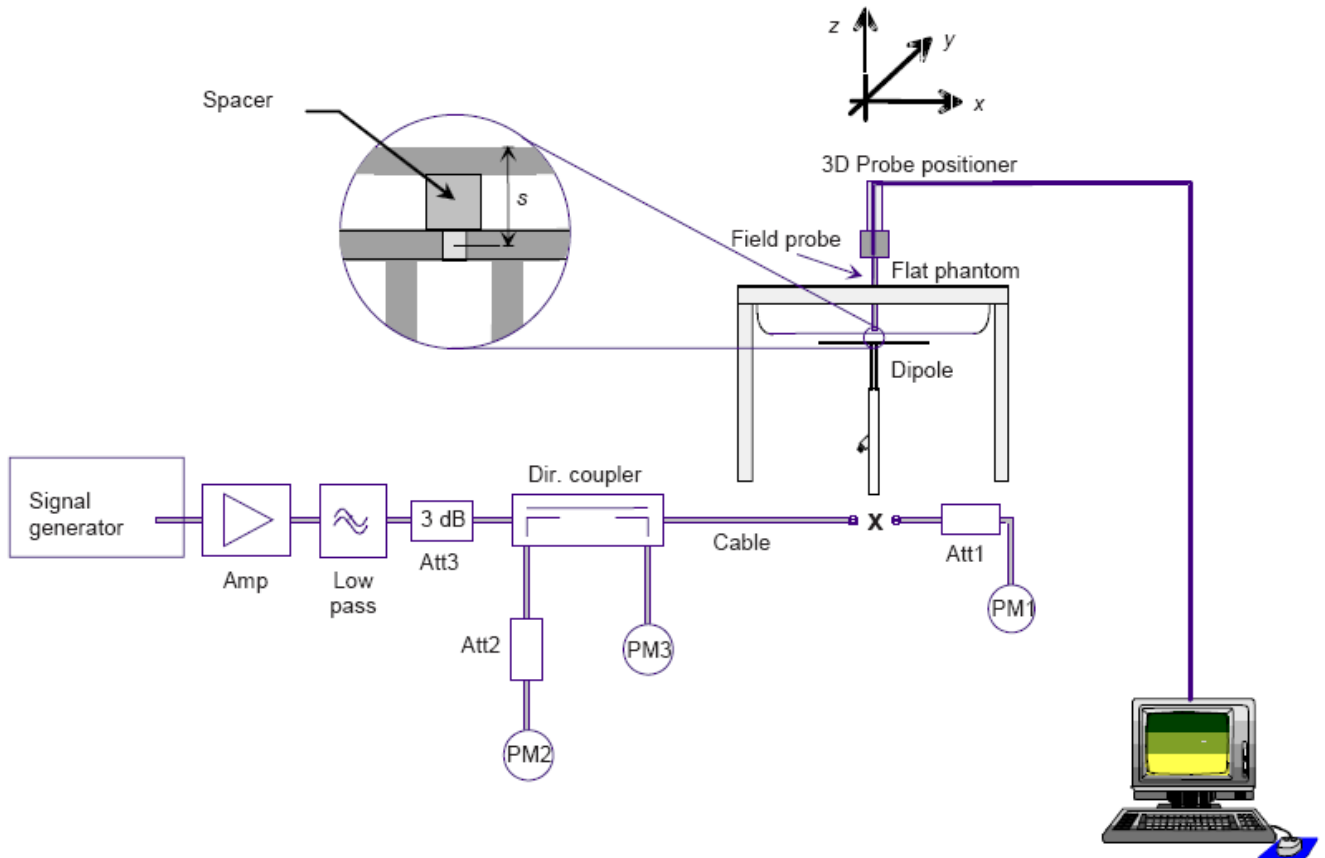 z
y
x
Spacer
s
3D Probe positioner
Field probe
Flat phantom
Dipole
Signal
generator
Amp
Low
pass
3 dB
Att3
Dir. coupler
Cable
X
Att1
PM1
Att2
PM3
PM2